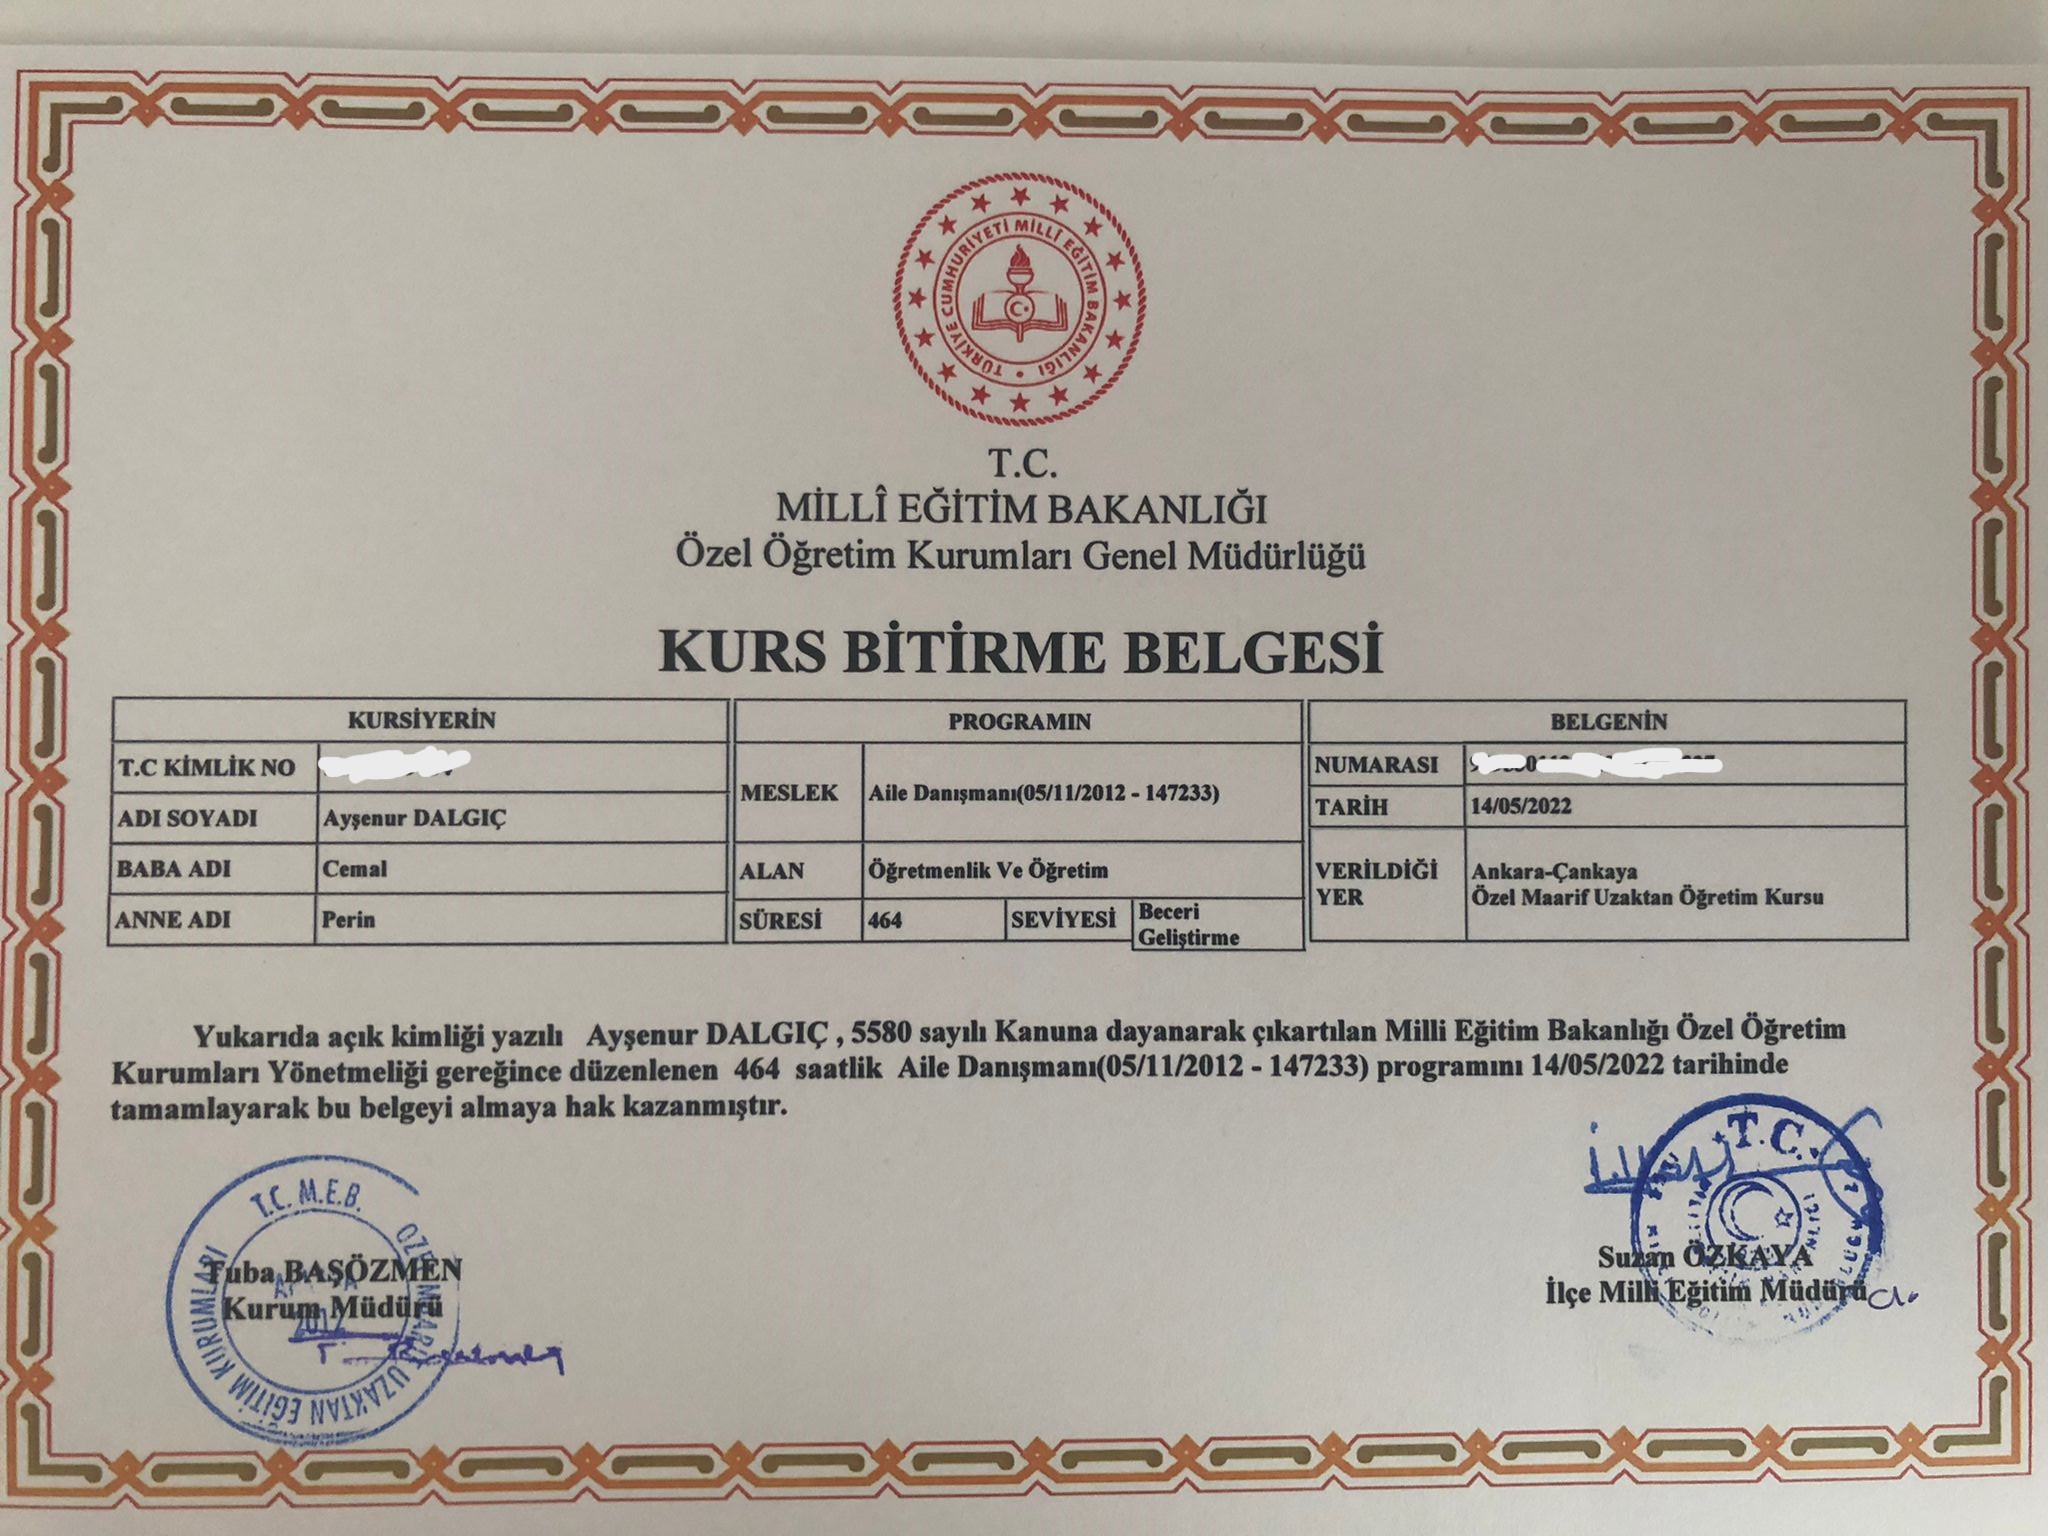 TÜRKİYE CUMHURİYETİ MİLLÎ EĞİTİM BAKANLIĞI
T.C.
MİLLÎ EĞİTİM BAKANLIĞI
Özel Öğretim Kurumları Genel Müdürlüğü
KURS BİTİRME BELGESİ
KURSİYERİN
T.C KİMLİK NO
ADI SOYADI Ayşenur DALGIÇ
BABA ADI Cemal
ANNE ADI Perin
PROGRAMIN
MESLEK Aile Danışmanı(05/11/2012 - 147233)
ALAN Öğretmenlik Ve Öğretim
SÜRESİ 464 SEVİYESİ Beceri
Geliştirme
BELGENİN
NUMARASI
TARİH 14/05/2022
VERİLDİĞİ
YER
Ankara-Çankaya
Özel Maarif Uzaktan Öğretim Kursu
Yukarıda açık kimliği yazılı Ayşenur DALGIÇ , 5580 sayılı Kanuna dayanarak çıkartılan Milli Eğitim Bakanlığı Özel Öğretim
Kurumları Yönetmeliği gereğince düzenlenen 464 saatlik Aile Danışmanı(05/11/2012 - 147233) programını 14/05/2022 tarihinde
tamamlayarak bu belgeyi almaya hak kazanmıştır.
T.C. M.E.B. UZAKTAN EĞİTİM KURUMLARI
2012
Tuba BAŞÖZMEN
Kurum Müdürü
T.C.
Suzan ÖZKAYA
İlçe Milli Eğitim Müdürü